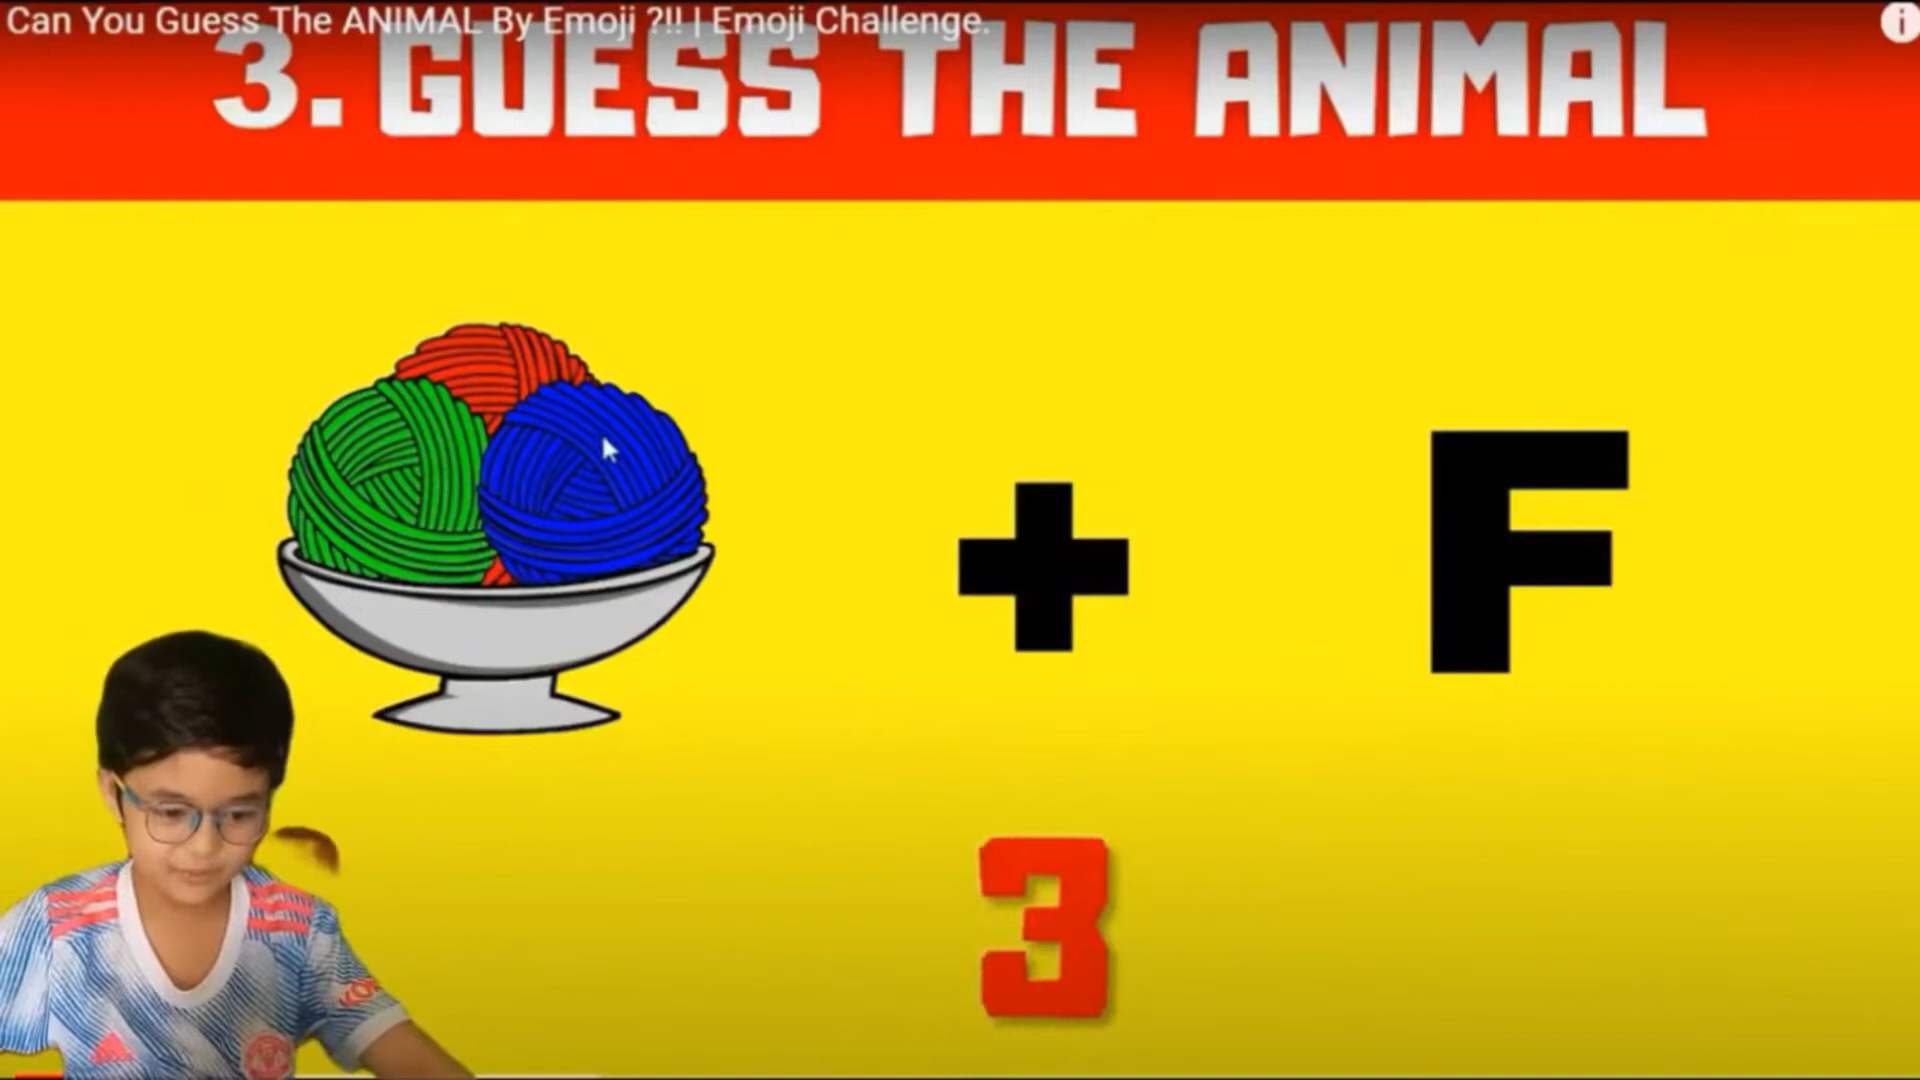 Can You Guess The ANIMAL By Emoji ?!! | Emoji Challenge.
3. GUESS THE ANIMAL
+ F
3